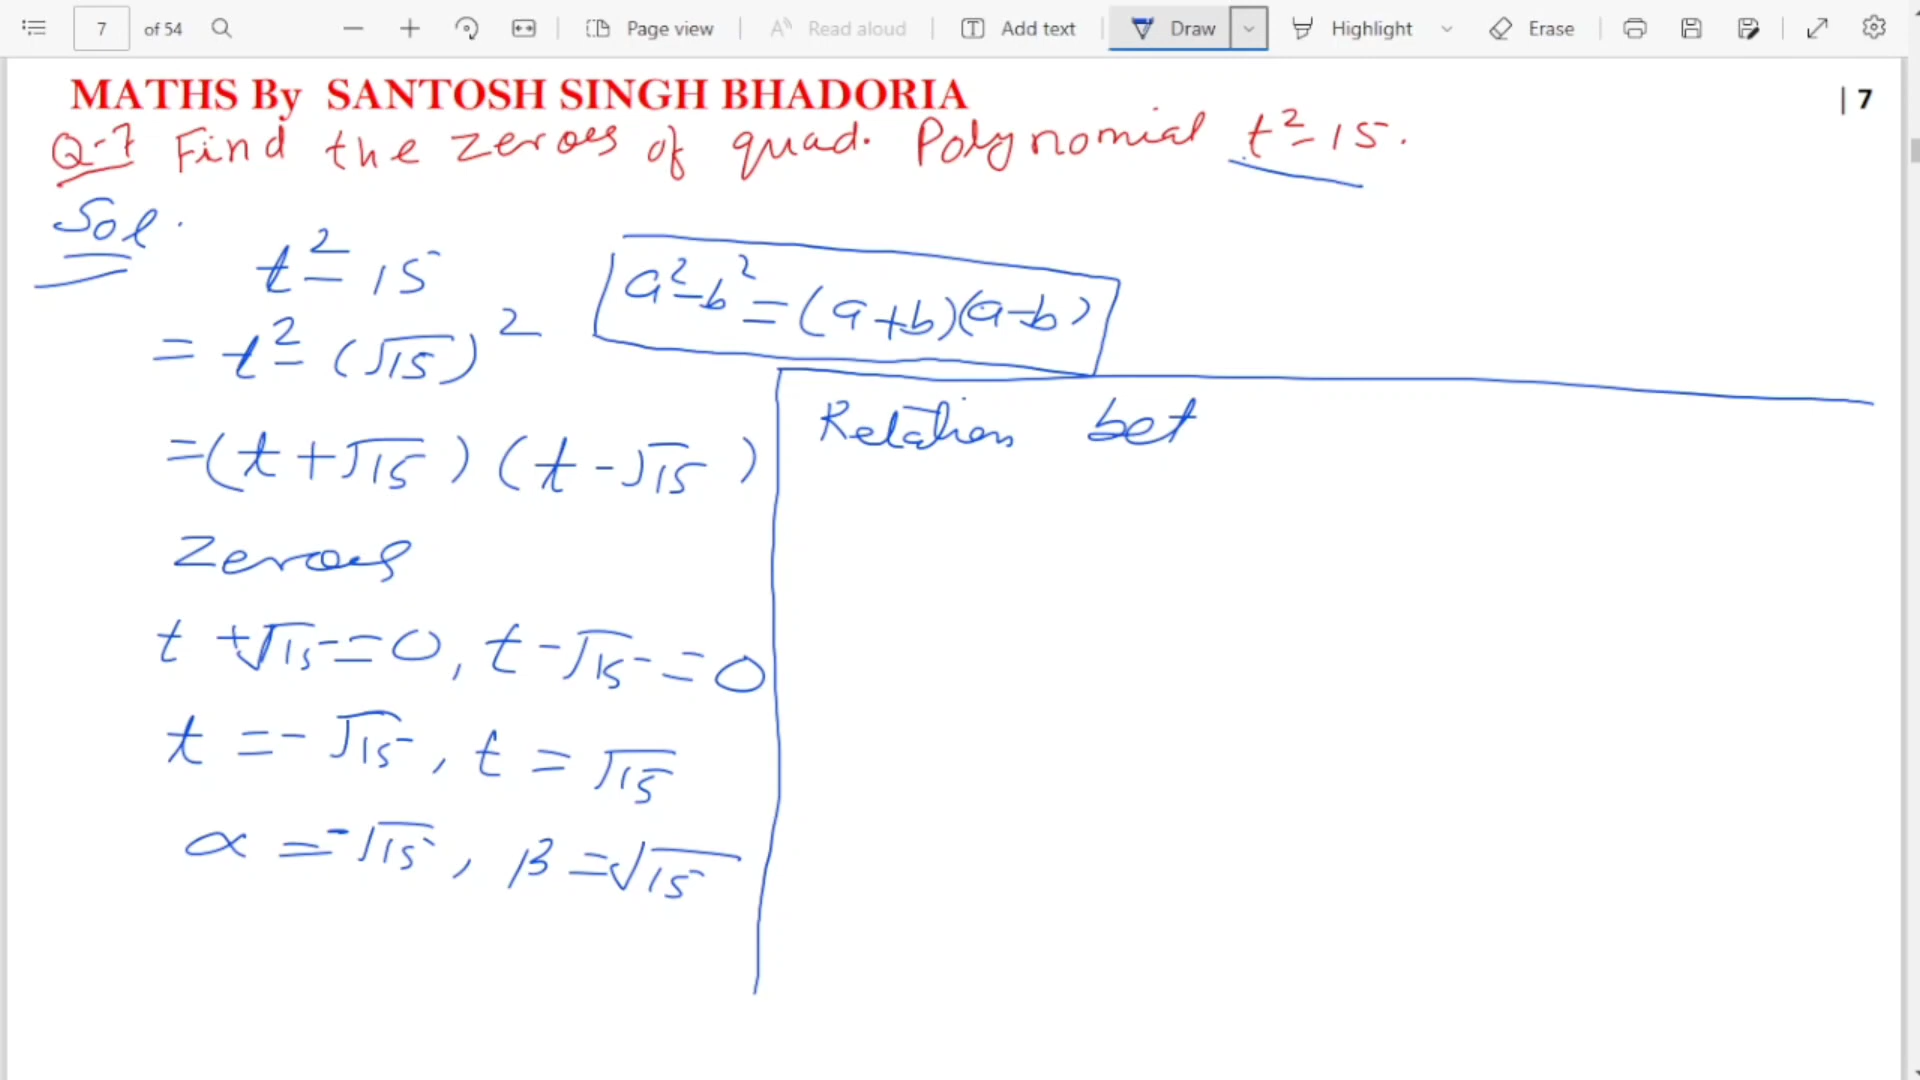 7 of 54 Page view Read aloud Add text Draw Highlight Erase
MATHS By SANTOSH SINGH BHADORIA | 7
Q-7 Find the zeroes of quad. Polynomial t²-15.
Sol.
t²-15
a²-b²=(a+b)(a-b)
= t²-(√15)²
=(t+√15)(t-√15)
Zeroes
t+√15=0, t-√15=0
t=-√15, t=√15
α=-√15, β=√15
Relation bet